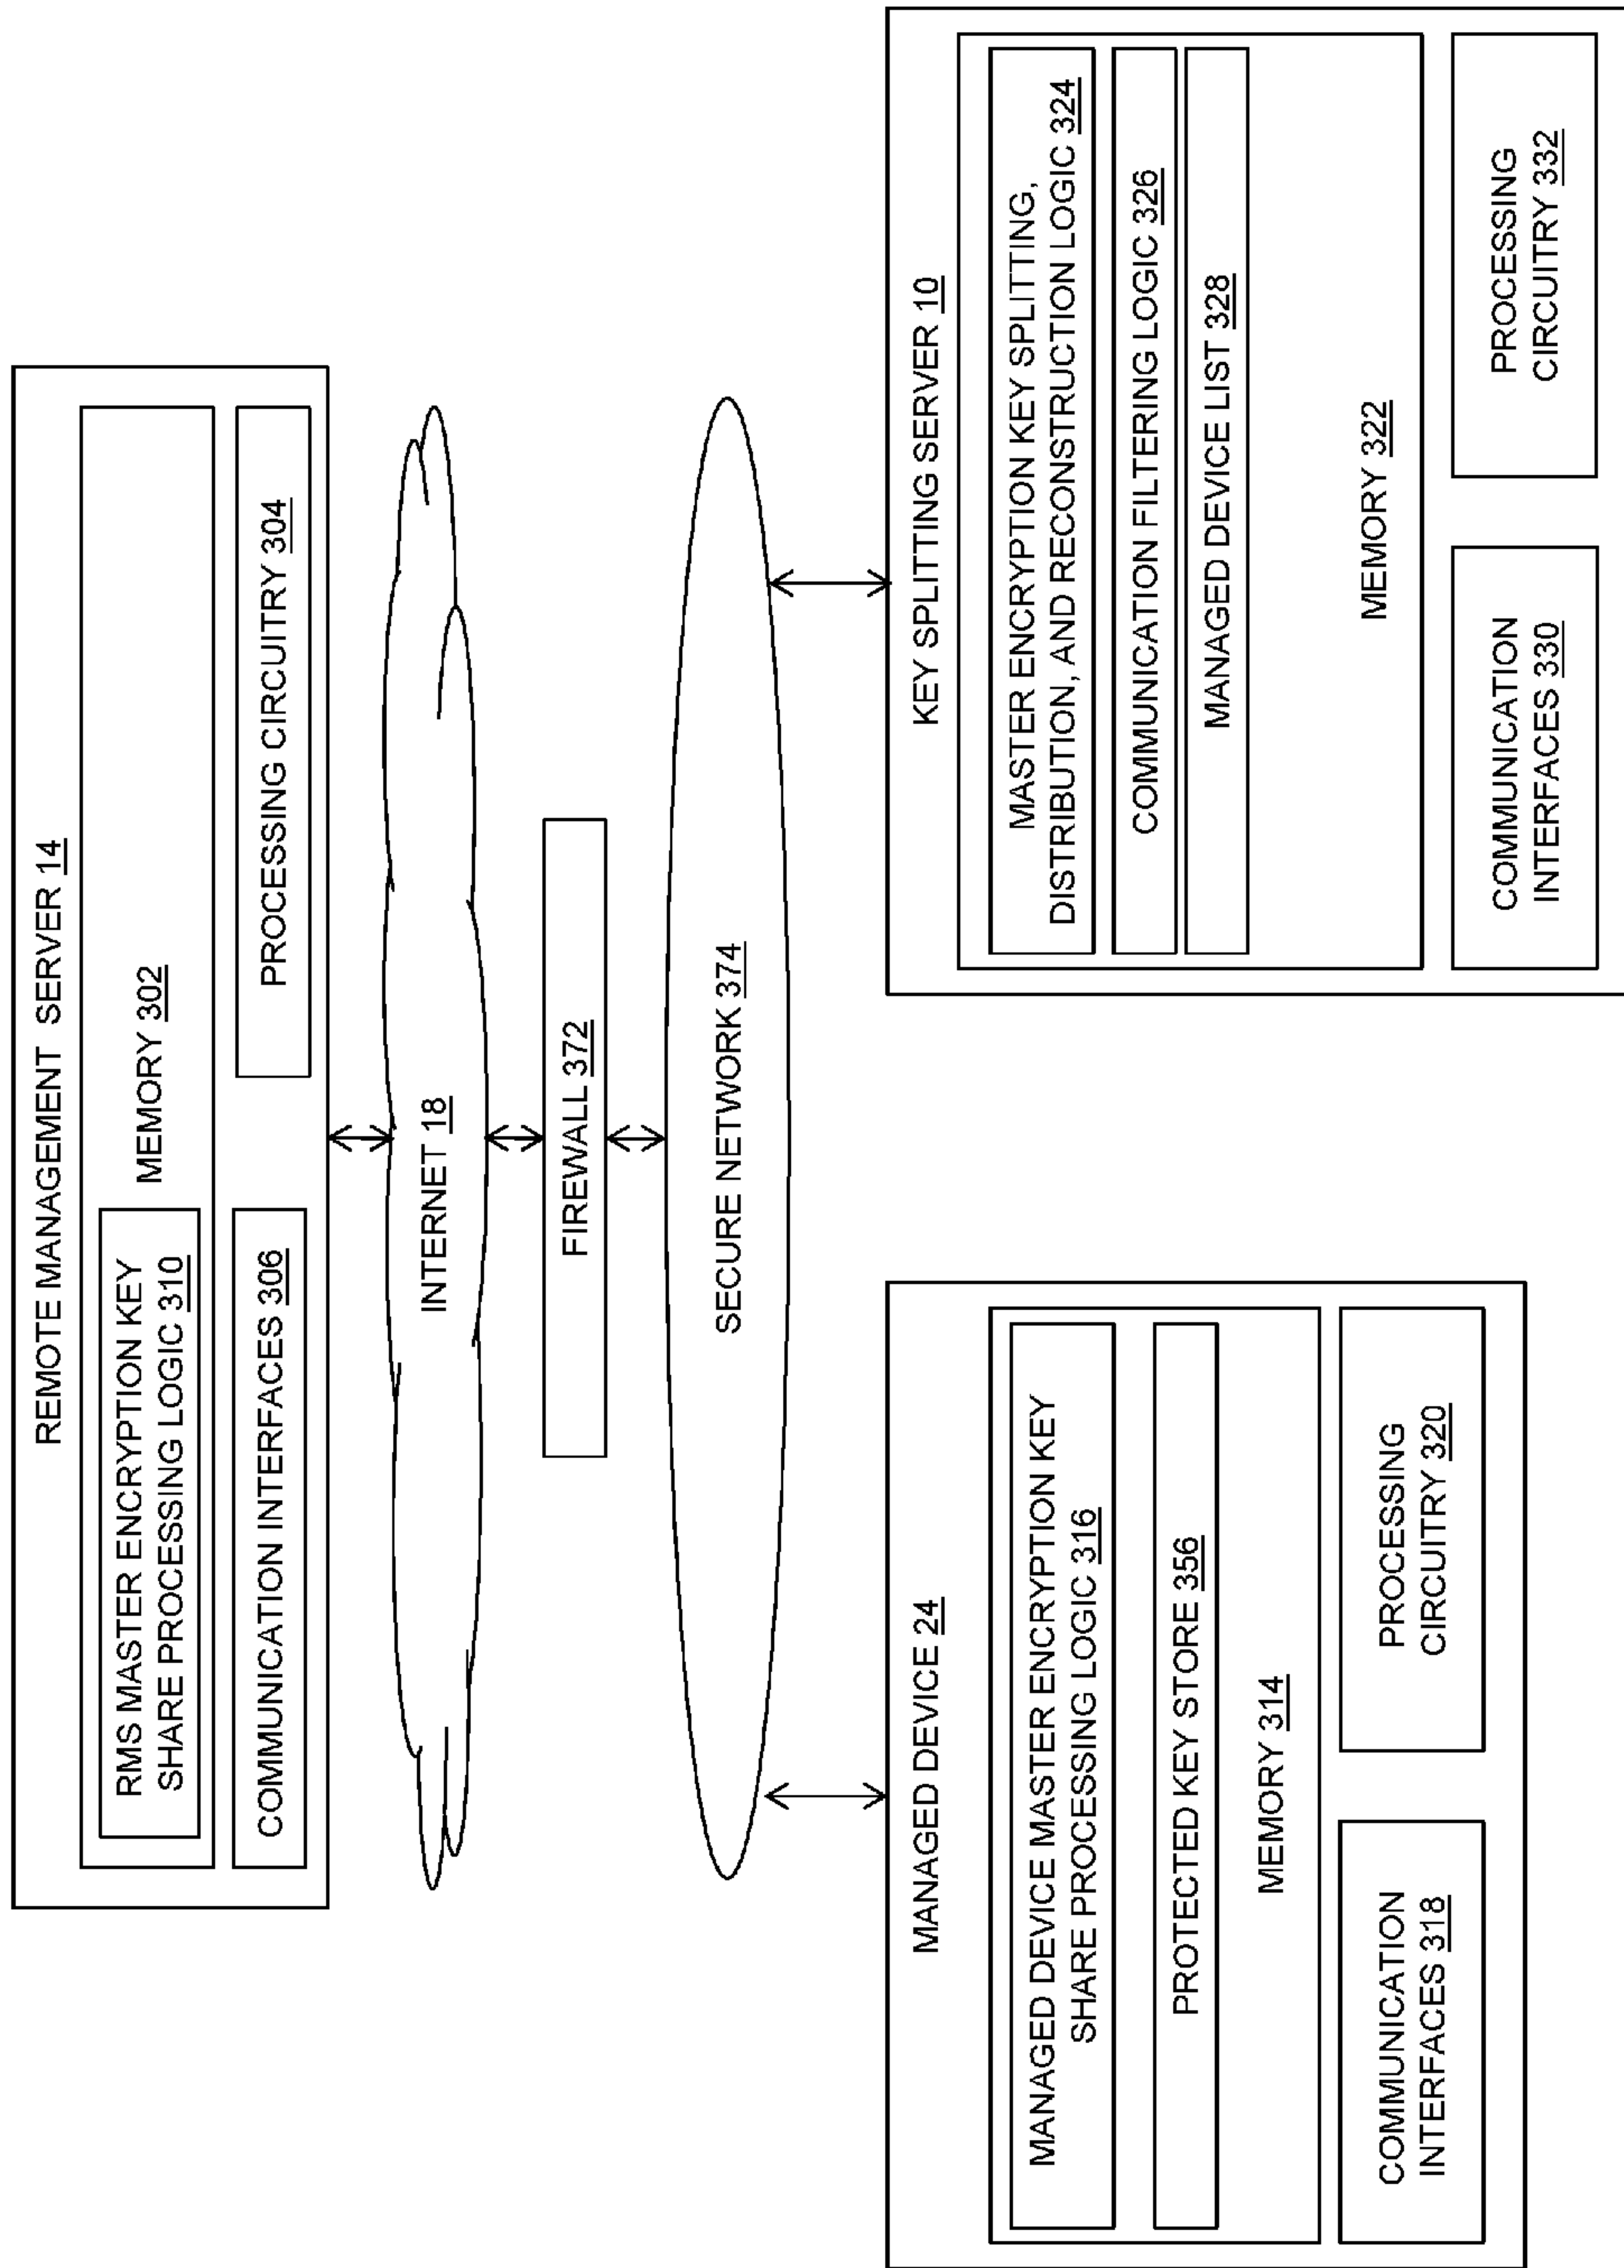 REMOTE MANAGEMENT SERVER 14
RMS MASTER ENCRYPTION KEY
SHARE PROCESSING LOGIC 310
MEMORY 302
COMMUNICATION INTERFACES 306
PROCESSING CIRCUITRY 304
INTERNET 18
FIREWALL 372
SECURE NETWORK 374
MANAGED DEVICE 24
MANAGED DEVICE MASTER ENCRYPTION KEY
SHARE PROCESSING LOGIC 316
PROTECTED KEY STORE 356
MEMORY 314
COMMUNICATION
INTERFACES 318
PROCESSING
CIRCUITRY 320
KEY SPLITTING SERVER 10
MASTER ENCRYPTION KEY SPLITTING,
DISTRIBUTION, AND RECONSTRUCTION LOGIC 324
COMMUNICATION FILTERING LOGIC 326
MANAGED DEVICE LIST 328
MEMORY 322
COMMUNICATION
INTERFACES 330
PROCESSING
CIRCUITRY 332